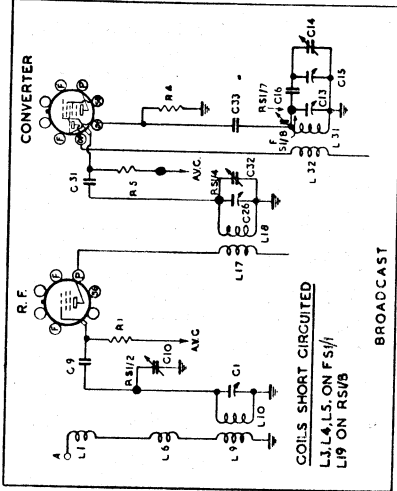 CONVERTER
R.F.
F
F
P
SG
F
F
P
SG
C31
R4
C33
R5
A.V.C.
RS1/4
C32
C26
L18
L17
C9
R1
A.V.C
RS1/2
C10
C1
L10
A
L1
L6
L9
F
S1/8
RS1/7
C16
C14
C13
C15
L31
L32
COILS SHORT CIRCUITED
L3, L4, L5, ON FS1/1
L19 ON RS1/8
BROADCAST